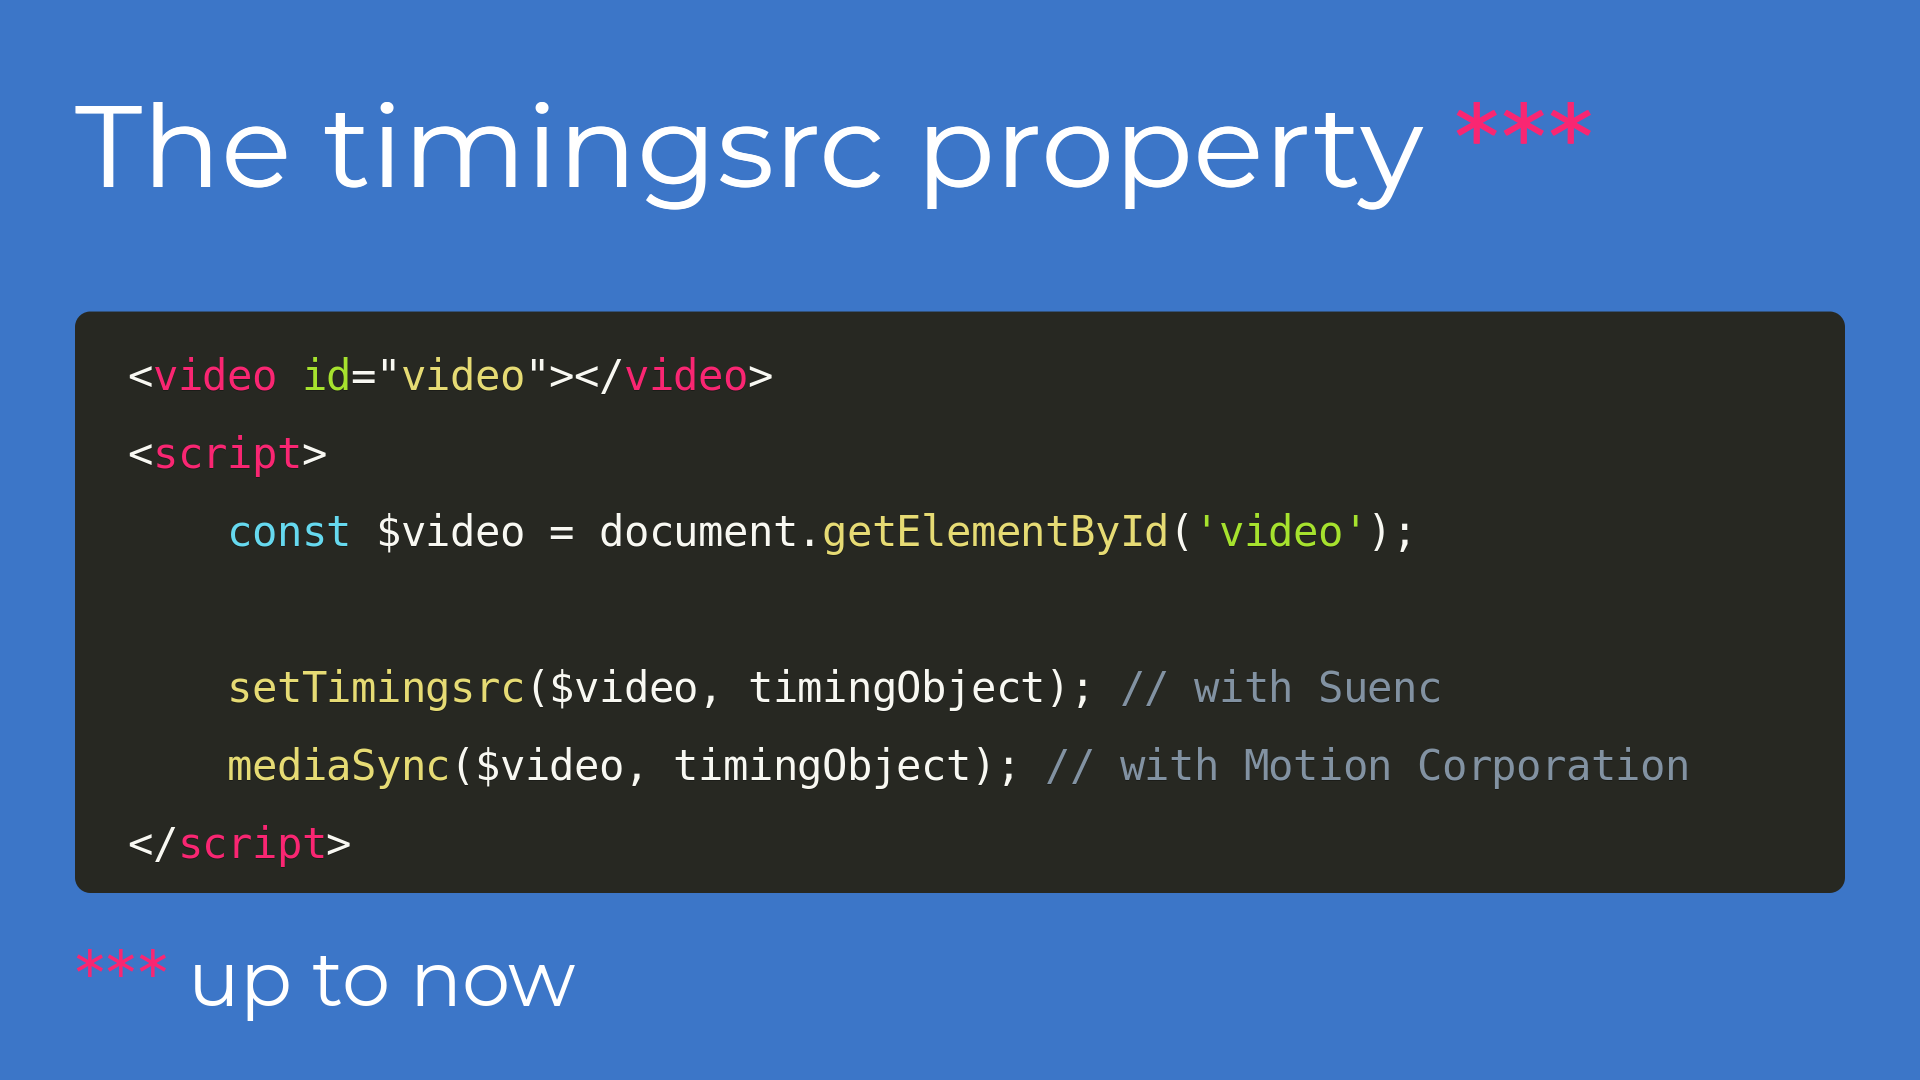 The timingsrc property ***
<video id="video"></video>
<script>
    const $video = document.getElementById('video');

    setTimingsrc($video, timingObject); // with Suenc
    mediaSync($video, timingObject); // with Motion Corporation
</script>
*** up to now